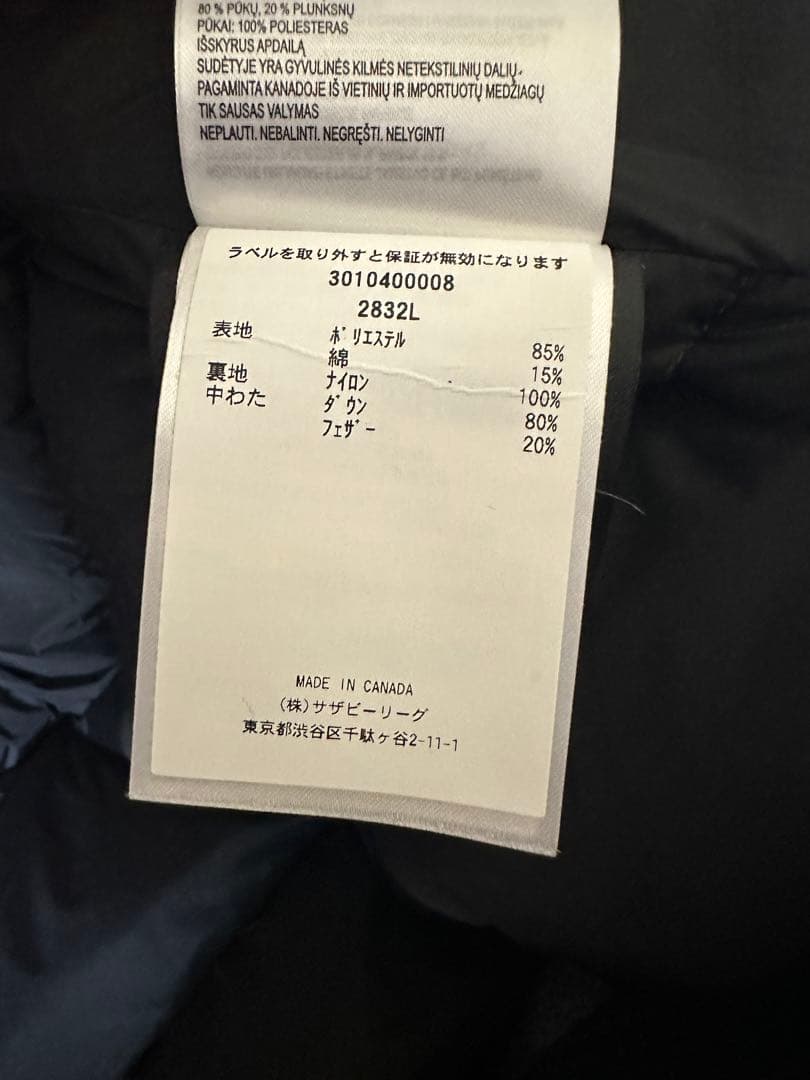 80 % PŪKŲ, 20 % PLUNKSNŲ
PŪKAI: 100% POLIESTERAS
IŠSKYRUS APDAILĄ
SUDĖTYJE YRA GYVULINĖS KILMĖS NETEKSTILINIŲ DALIŲ.
PAGAMINTA KANADOJE IŠ VIETINIŲ IR IMPORTUOTŲ MEDŽIAGŲ
TIK SAUSAS VALYMAS
NEPLAUTI. NEBALINTI. NEGRĘŠTI. NELYGINTI
ラベルを取り外すと保証が無効になります
3010400008
2832L
表地 ﾎﾟﾘｴｽﾃﾙ 85%
綿 15%
裏地 ﾅｲﾛﾝ 100%
中わた ﾀﾞｳﾝ 80%
ﾌｪｻﾞｰ 20%
MADE IN CANADA
(株)サザビーリーグ
東京都渋谷区千駄ヶ谷2-11-1